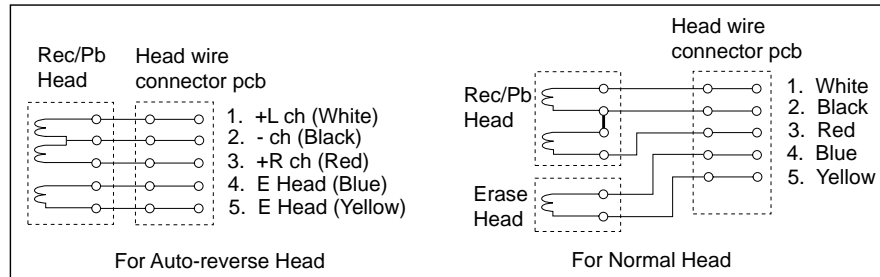 Rec/Pb
Head
Head wire
connector pcb
1. +L ch (White)
2. - ch (Black)
3. +R ch (Red)
4. E Head (Blue)
5. E Head (Yellow)
For Auto-reverse Head
Head wire
connector pcb
Rec/Pb
Head
1. White
2. Black
3. Red
4. Blue
5. Yellow
Erase
Head
For Normal Head